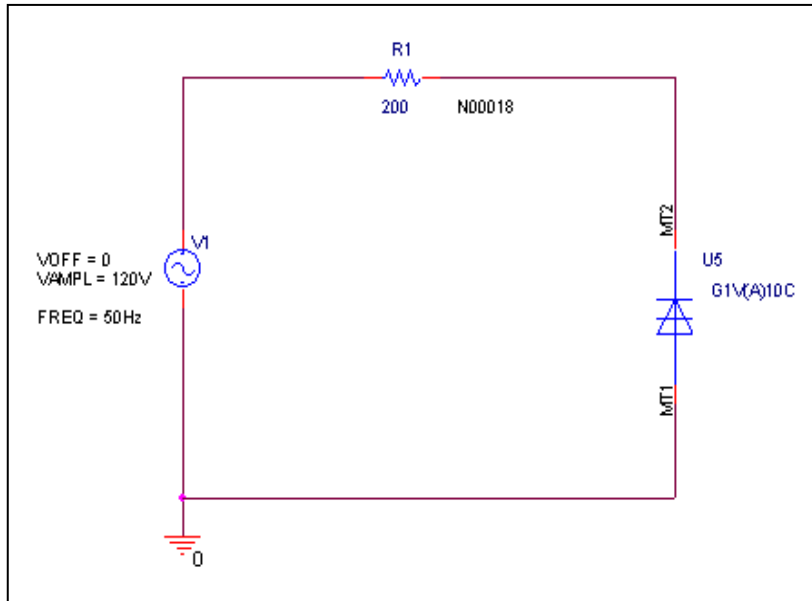 R1
200
N00018
V1
VOFF = 0
VAMPL = 120V
FREQ = 50Hz
MT2
U5
G1V(A)10C
MT1
0